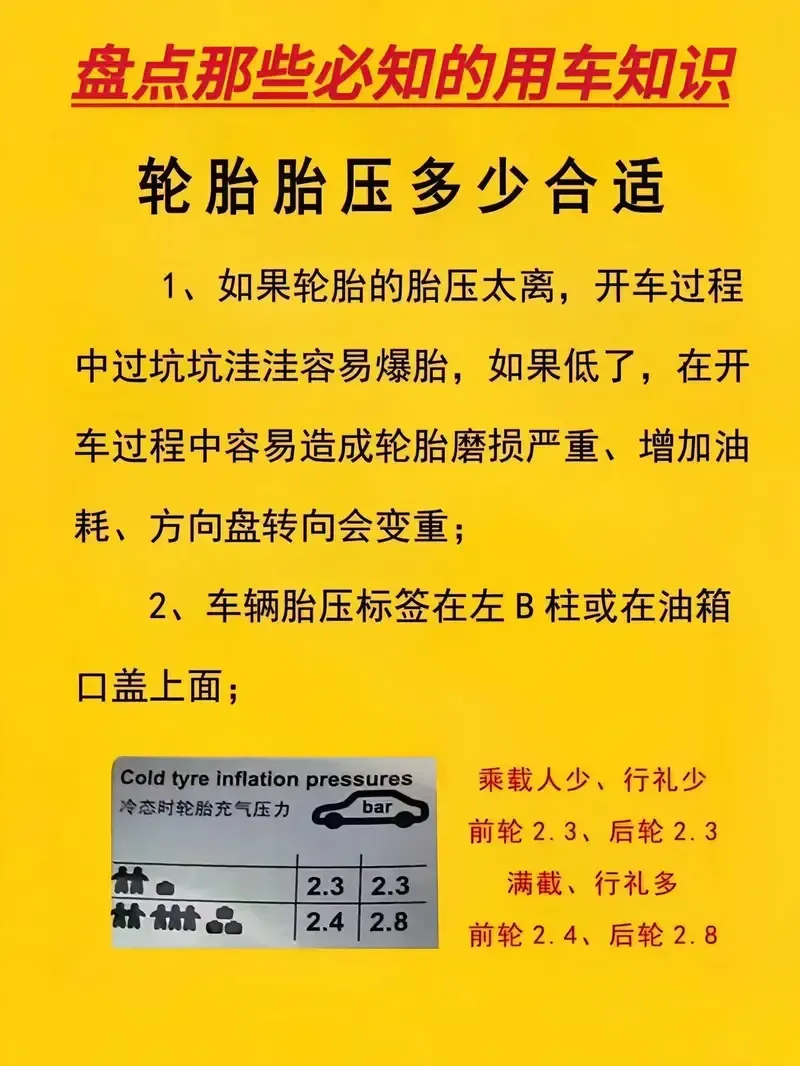 盘点那些必知的用车知识
轮胎胎压多少合适
1、如果轮胎的胎压太离，开车过程
中过坑坑洼洼容易爆胎，如果低了，在开
车过程中容易造成轮胎磨损严重、增加油
耗、方向盘转向会变重；
2、车辆胎压标签在左B柱或在油箱
口盖上面；
Cold tyre inflation pressures
冷态时轮胎充气压力
bar
2.3 2.3
2.4 2.8
乘载人少、行礼少
前轮2.3、后轮2.3
满截、行礼多
前轮2.4、后轮2.8